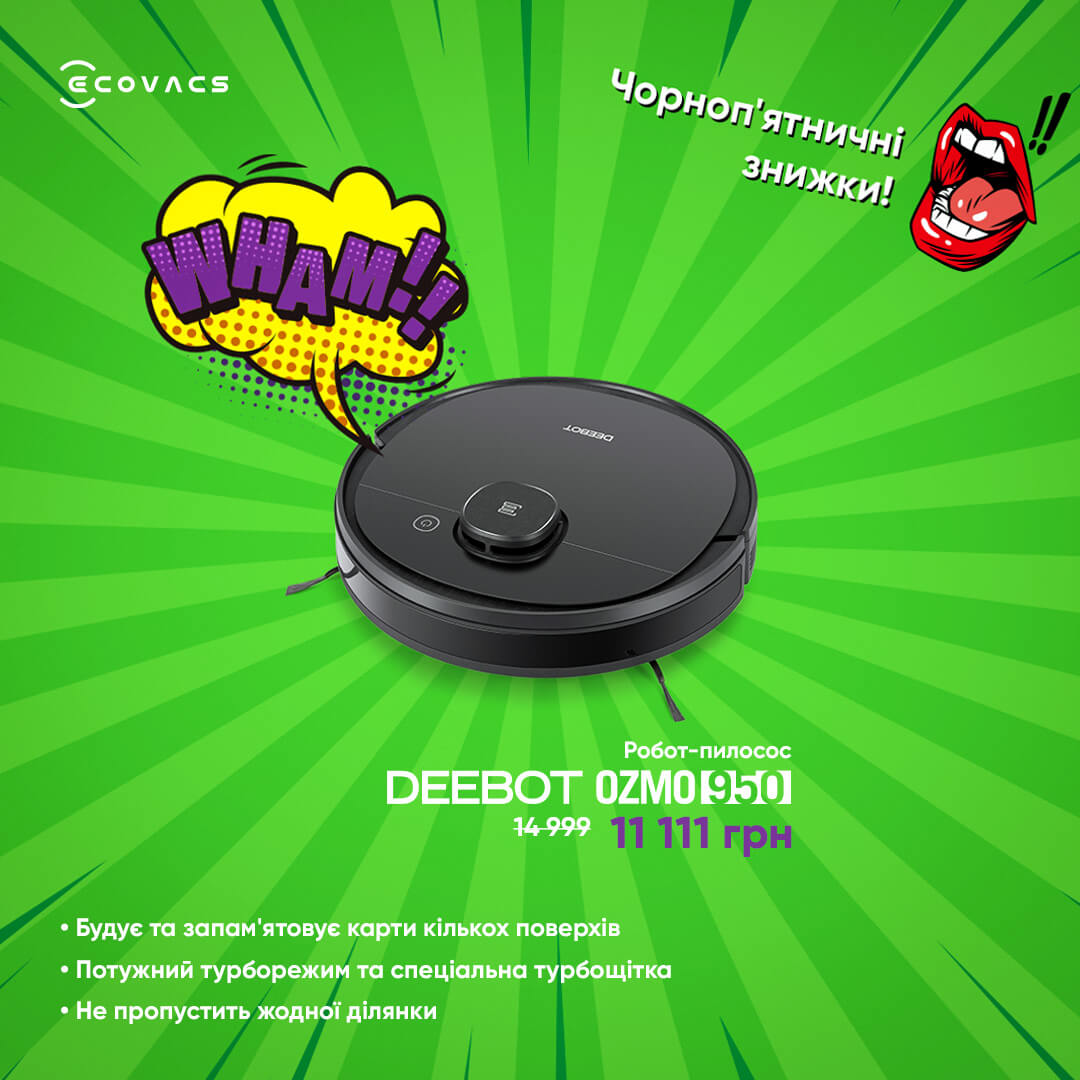 ECOVACS
Чорноп'ятничні
знижки!
!!
WHAM!!
DEEBOT
Робот-пилосос
DEEBOT OZMO 950
14 999 11 111 грн
• Будує та запам'ятовує карти кількох поверхів
• Потужний турборежим та спеціальна турбощітка
• Не пропустить жодної ділянки